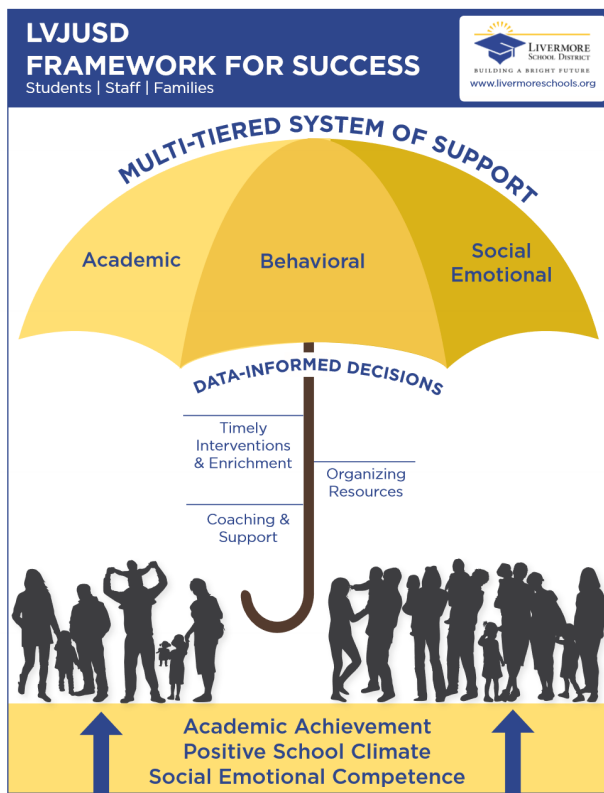 LVJUSD
FRAMEWORK FOR SUCCESS
Students | Staff | Families
LIVERMORE
SCHOOL DISTRICT
BUILDING A BRIGHT FUTURE
www.livermoreschools.org
MULTI-TIERED SYSTEM OF SUPPORT
Academic
Behavioral
Social
Emotional
DATA-INFORMED DECISIONS
Timely
Interventions
& Enrichment
Organizing
Resources
Coaching &
Support
Academic Achievement
Positive School Climate
Social Emotional Competence